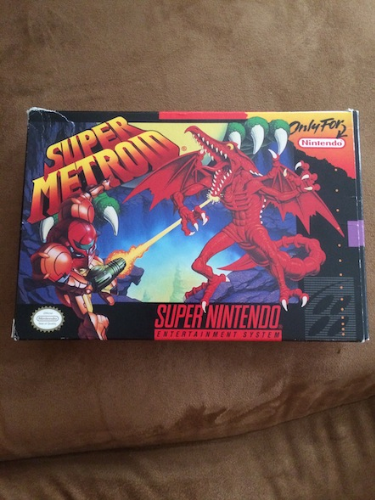 SUPER
METROID
Only For
Nintendo
SUPER NINTENDO
ENTERTAINMENT SYSTEM